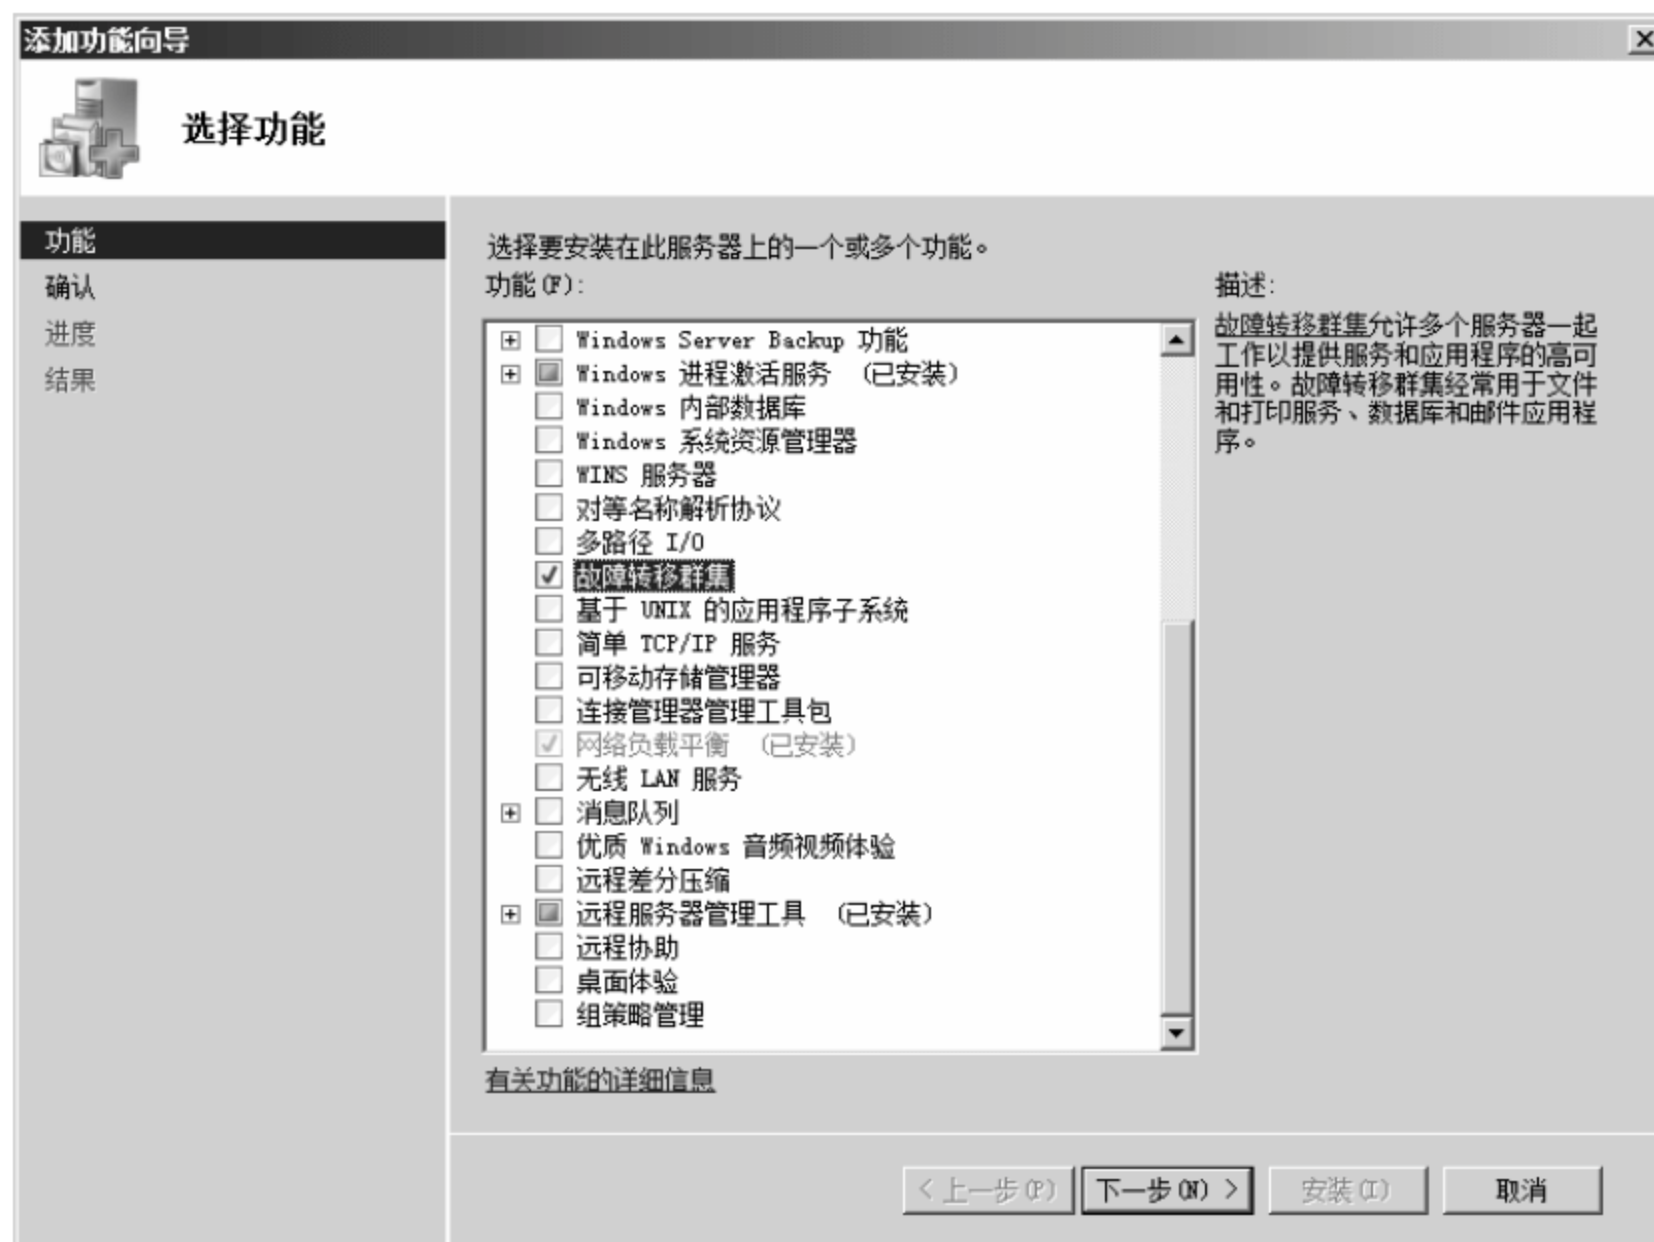 添加功能向导
选择功能
功能
确认
进度
结果
选择要安装在此服务器上的一个或多个功能。
功能(F):
Windows Server Backup 功能
Windows 进程激活服务 （已安装）
Windows 内部数据库
Windows 系统资源管理器
WINS 服务器
对等名称解析协议
多路径 I/O
故障转移群集
基于 UNIX 的应用程序子系统
简单 TCP/IP 服务
可移动存储管理器
连接管理器管理工具包
网络负载平衡 （已安装）
无线 LAN 服务
消息队列
优质 Windows 音频视频体验
远程差分压缩
远程服务器管理工具 （已安装）
远程协助
桌面体验
组策略管理
有关功能的详细信息
描述:
故障转移群集允许多个服务器一起
工作以提供服务和应用程序的高可
用性。故障转移群集经常用于文件
和打印服务、数据库和邮件应用程
序。
< 上一步(P)
下一步(N) >
安装(I)
取消